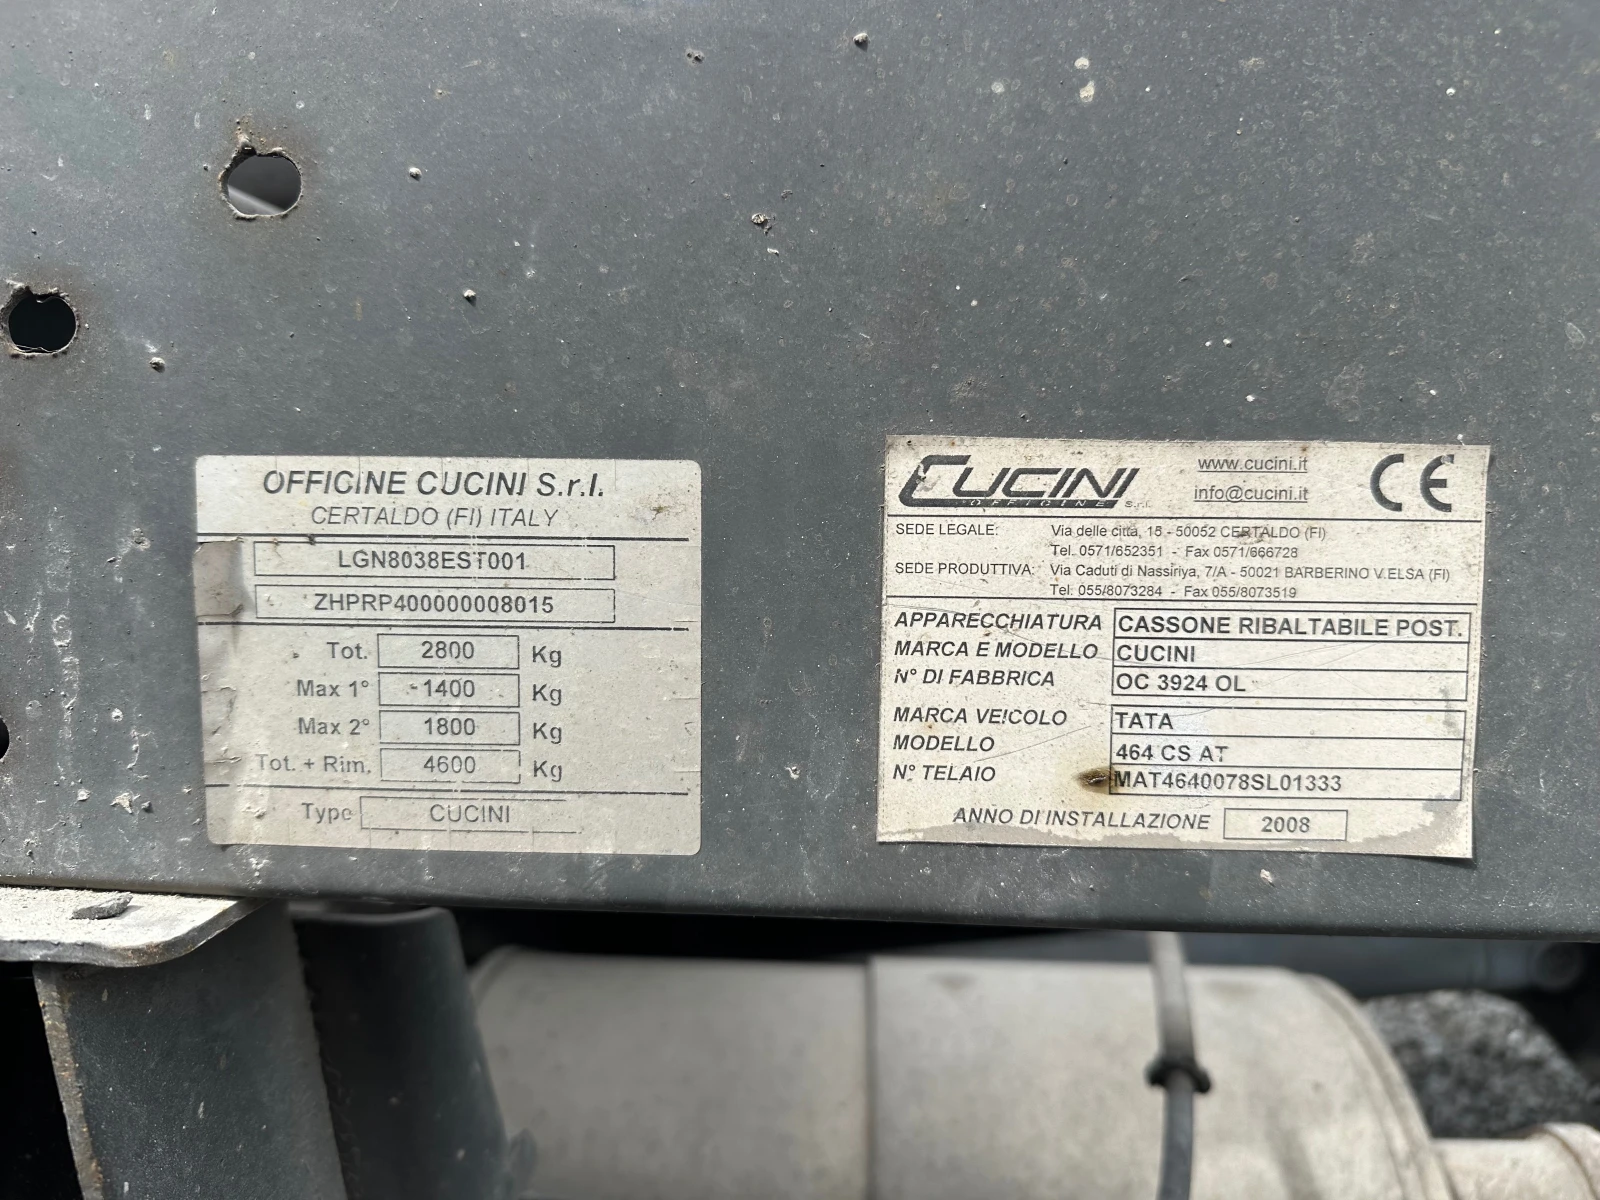 OFFICINE CUCINI S.r.l.
CERTALDO (FI) ITALY
LGN8038EST001
ZHPRP400000008015
Tot. 2800 Kg
Max 1° 1400 Kg
Max 2° 1800 Kg
Tot. + Rim. 4600 Kg
Type CUCINI
CUCINI
OFFICINE S.r.l.
www.cucini.it
info@cucini.it
CE
SEDE LEGALE: Via delle città, 15 - 50052 CERTALDO (FI)
Tel. 0571/652351 - Fax 0571/666728
SEDE PRODUTTIVA: Via Caduti di Nassiriya, 7/A - 50021 BARBERINO V.ELSA (FI)
Tel. 055/8073284 - Fax 055/8073519
APPARECCHIATURA CASSONE RIBALTABILE POST.
MARCA E MODELLO CUCINI
N° DI FABBRICA OC 3924 OL
MARCA VEICOLO TATA
MODELLO 464 CS AT
N° TELAIO MAT4640078SL01333
ANNO DI INSTALLAZIONE 2008